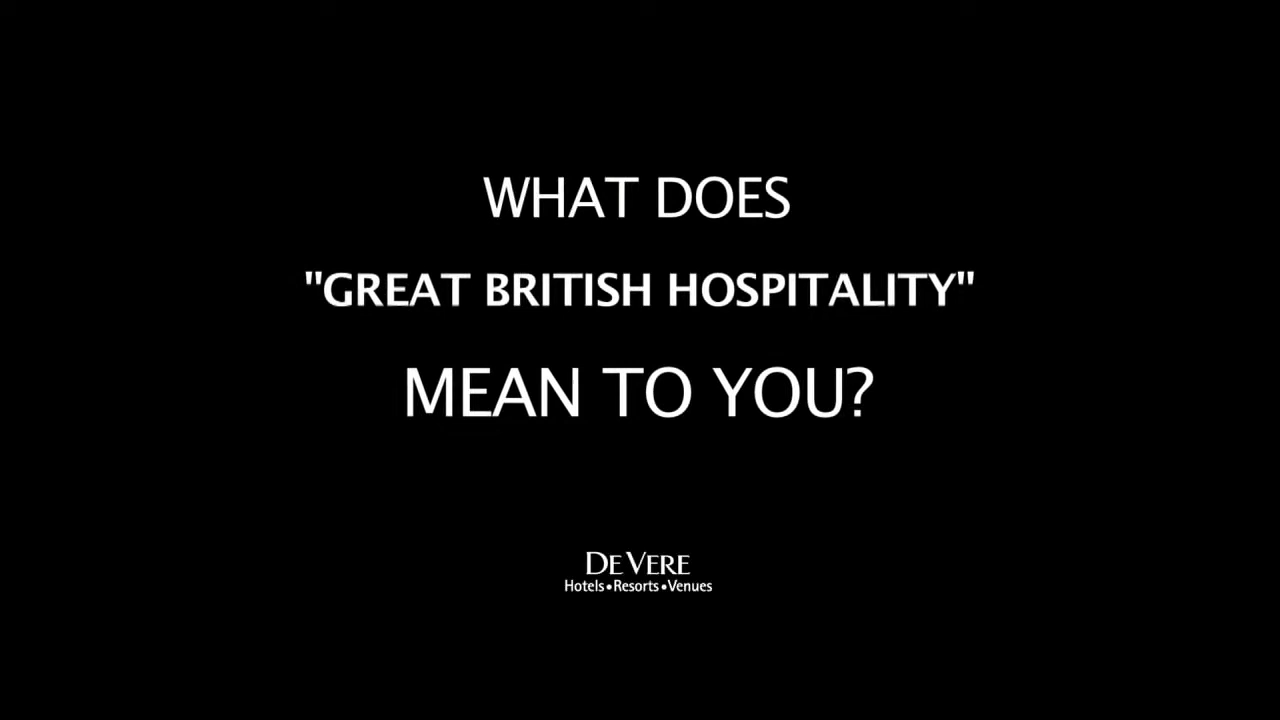 WHAT DOES
"GREAT BRITISH HOSPITALITY"
MEAN TO YOU?
DE VERE
Hotels•Resorts•Venues